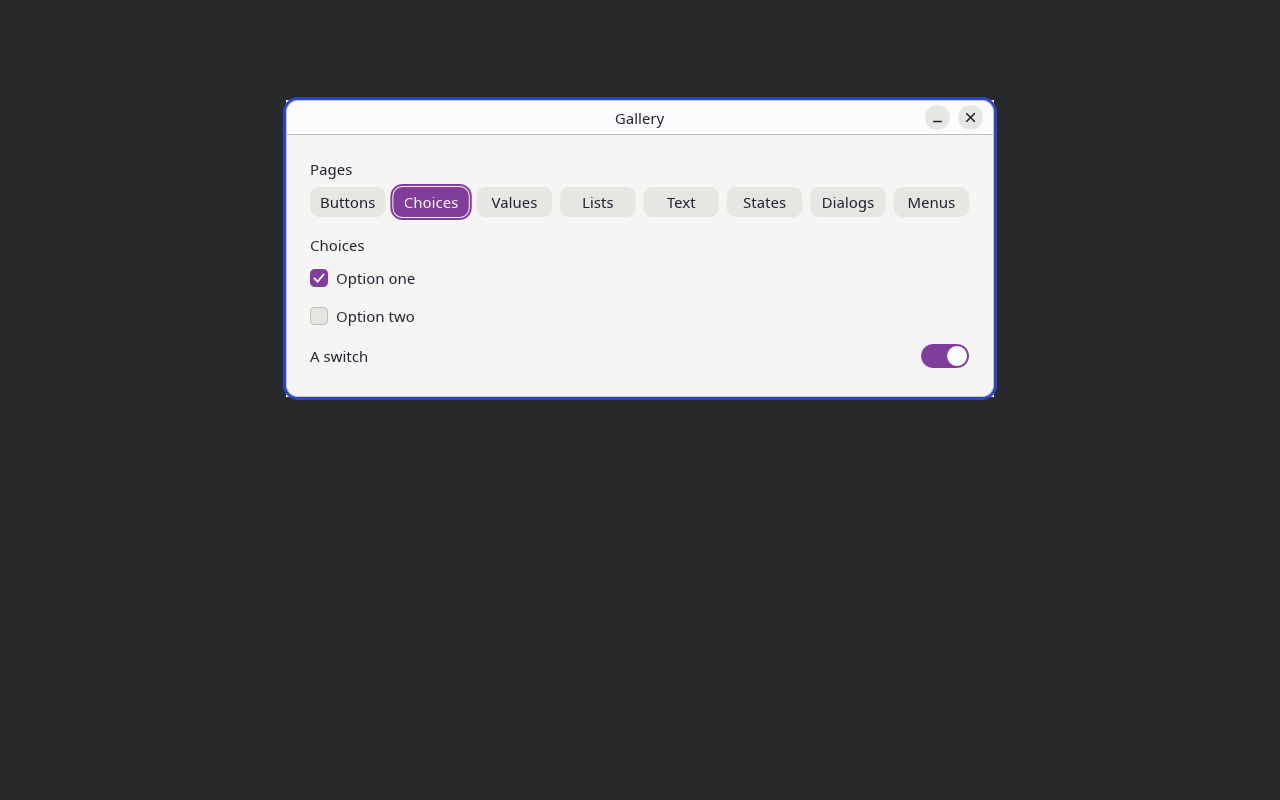 Gallery
Pages
Buttons Choices Values Lists Text States Dialogs Menus
Choices
Option one
Option two
A switch